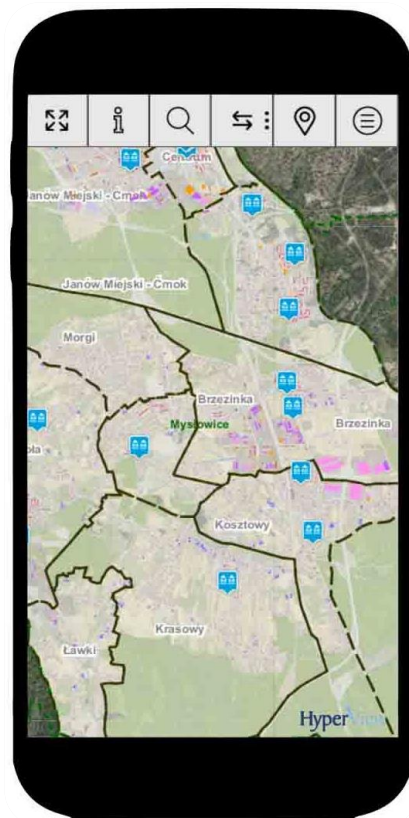 Centrum
Janów Miejski - Ćmok
Janów Miejski - Ćmok
Morgi
Brzezinka
Mysłowice
Brzezinka
Kosztowy
Krasowy
Ławki
HyperView